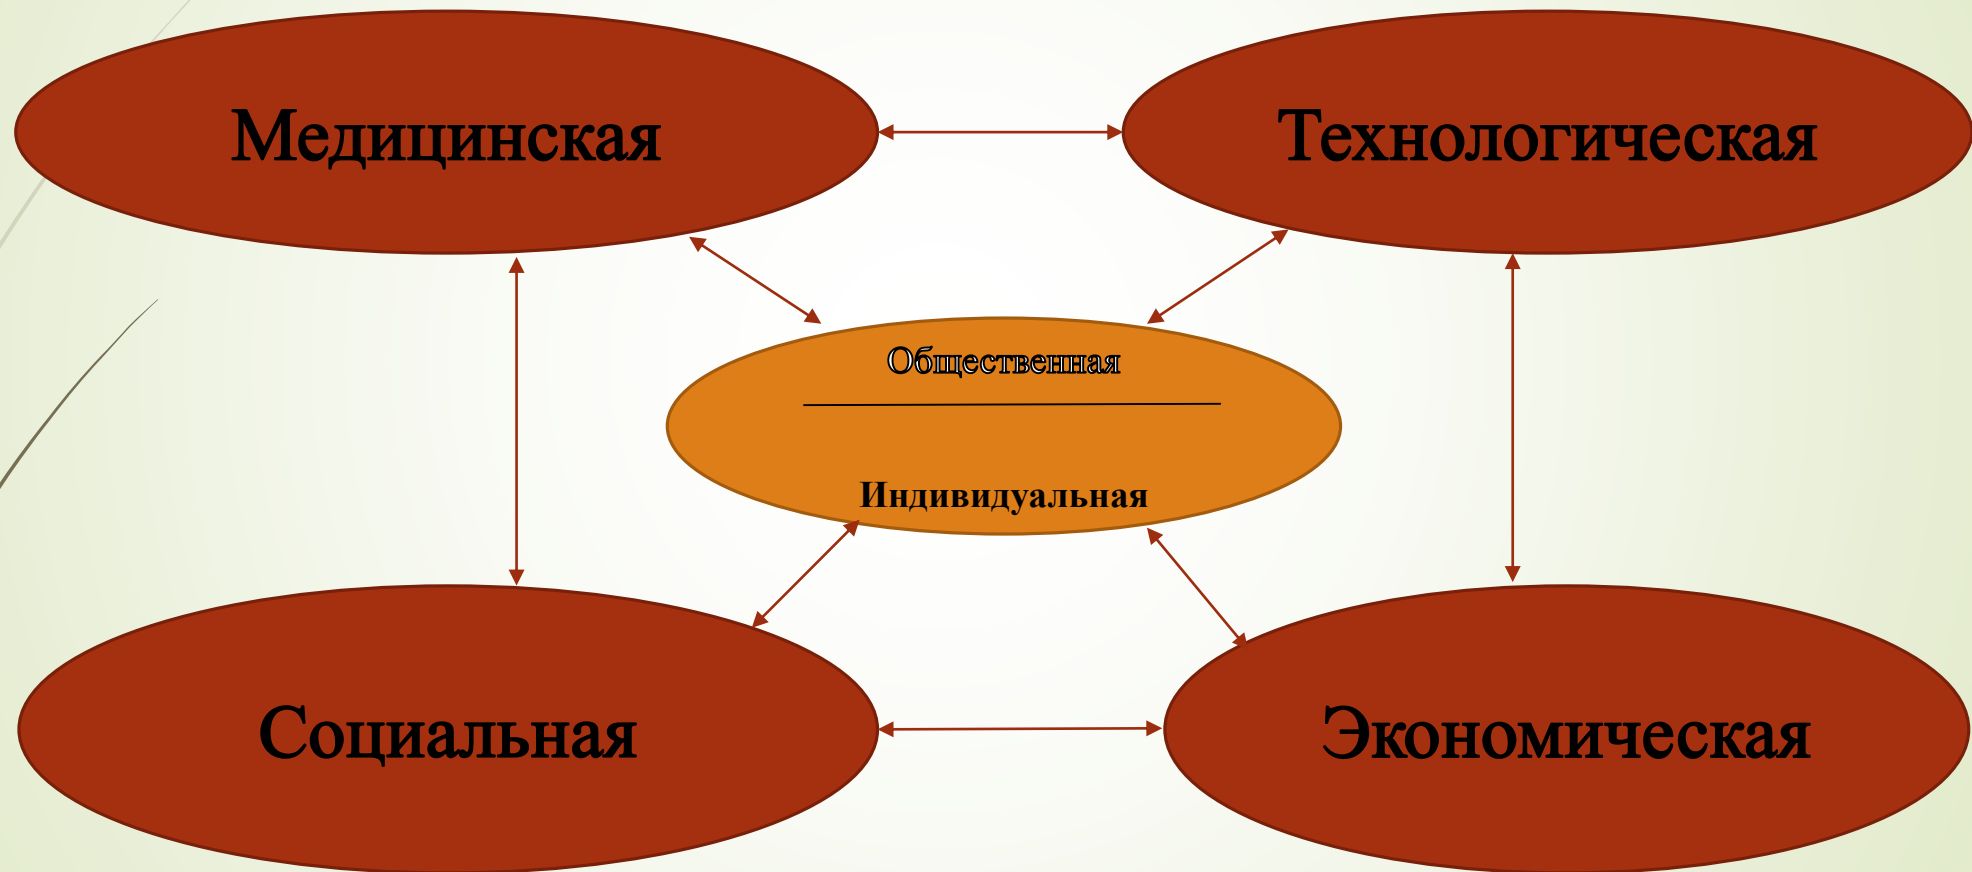 Медицинская
Технологическая
Общественная
Индивидуальная
Социальная
Экономическая